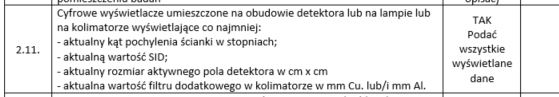 Cyfrowe wyświetlacze umieszczone na obudowie detektora lub na lampie lub
na kolimatorze wyświetlające co najmniej:
- aktualny kąt pochylenia ścianki w stopniach;
- aktualną wartość SID;
- aktualny rozmiar aktywnego pola detektora w cm x cm
- aktualna wartość filtru dodatkowego w kolimatorze w mm Cu. lub/i mm Al.
2.11.
TAK
Podać
wszystkie
wyświetlane
dane